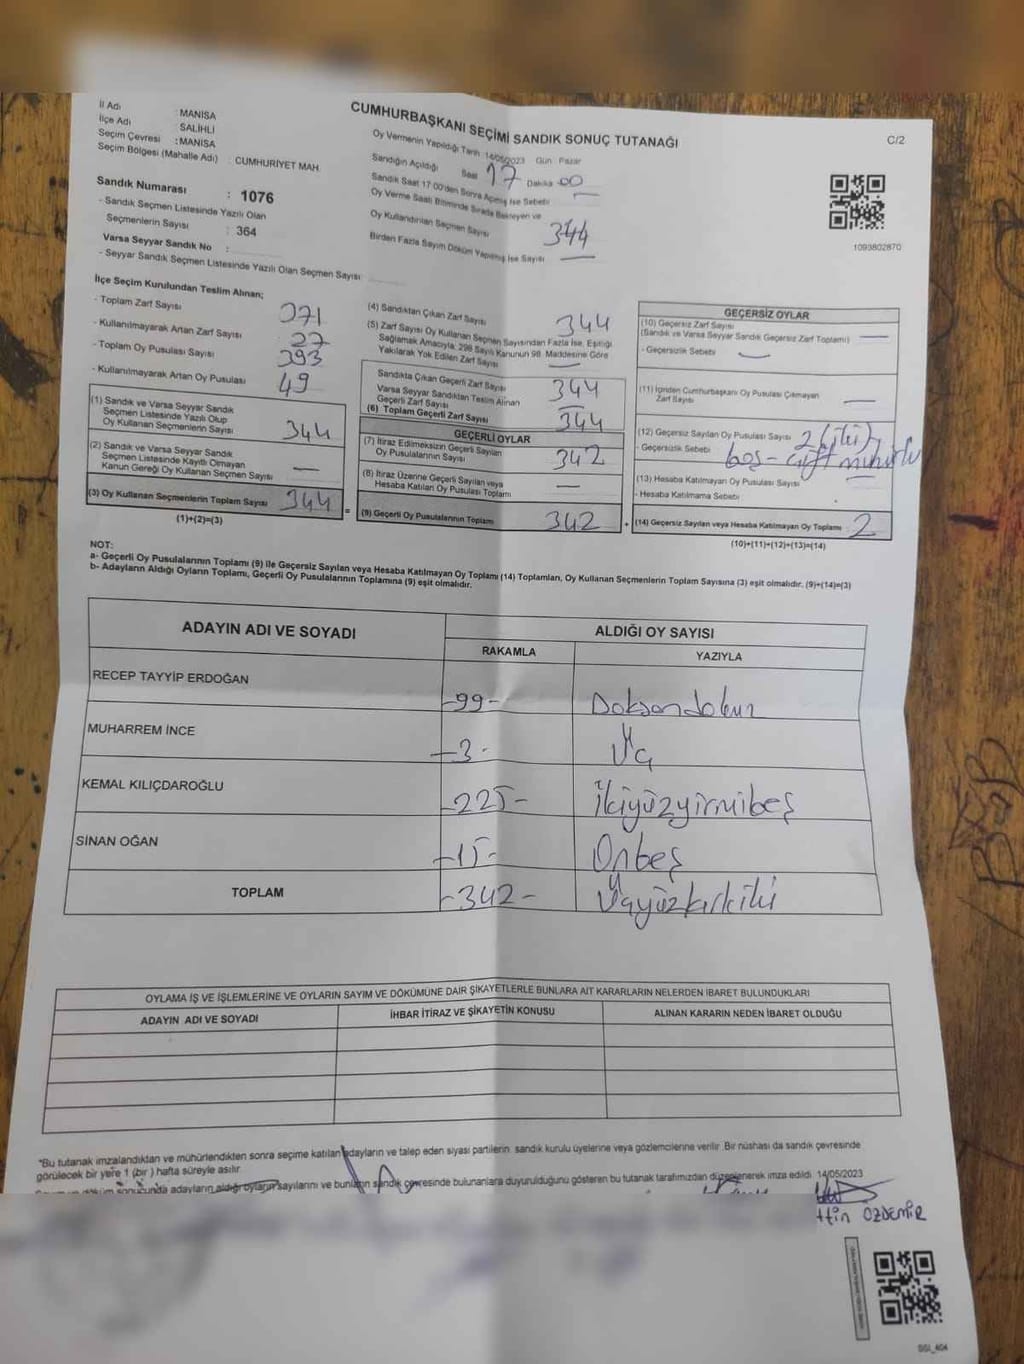 İl Adı : MANİSA
İlçe Adı : SALİHLİ
Seçim Çevresi : MANİSA
Seçim Bölgesi (Mahalle Adı) : CUMHURİYET MAH.
Sandık Numarası : 1076
- Sandık Seçmen Listesinde Yazılı Olan
Seçmenlerin Sayısı : 364
Varsa Seyyar Sandık No :
- Seyyar Sandık Seçmen Listesinde Yazılı Olan Seçmen Sayısı
CUMHURBAŞKANI SEÇİMİ SANDIK SONUÇ TUTANAĞI
Oy Vermenin Yapıldığı Tarih 14/05/2023 Gün Pazar
Sandığın Açıldığı Saat 17 Dakika 00
Sandık Saat 17:00'den Sonra Açılmış İse Sebebi
Oy Verme Saati Bitiminde Sırada Bekleyen ve
Oy Kullandırılan Seçmen Sayısı 344
Birden Fazla Sayım Döküm Yapılmış İse Sayısı —
C/2
1093802870
İlçe Seçim Kurulundan Teslim Alınan;
- Toplam Zarf Sayısı 371
- Kullanılmayarak Artan Zarf Sayısı 27
- Toplam Oy Pusulası Sayısı 393
- Kullanılmayarak Artan Oy Pusulası 49
(1) Sandık ve Varsa Seyyar Sandık
Seçmen Listesinde Yazılı Olup
Oy Kullanan Seçmenlerin Sayısı 344
(2) Sandık ve Varsa Seyyar Sandık
Seçmen Listesinde Kayıtlı Olmayan
Kanun Gereği Oy Kullanan Seçmen Sayısı —
(3) Oy Kullanan Seçmenlerin Toplam Sayısı 344 =
(1)+(2)=(3)
(4) Sandıktan Çıkan Zarf Sayısı 344
(5) Zarf Sayısı Oy Kullanan Seçmen Sayısından Fazla İse, Eşitliği
Sağlamak Amacıyla; 298 Sayılı Kanunun 98. Maddesine Göre
Yakılarak Yok Edilen Zarf Sayısı —
Sandıkta Çıkan Geçerli Zarf Sayısı 344
Varsa Seyyar Sandıktan Teslim Alınan
Geçerli Zarf Sayısı —
(6) Toplam Geçerli Zarf Sayısı 344
GEÇERLİ OYLAR
(7) İtiraz Edilmeksizin Geçerli Sayılan
Oy Pusulalarının Sayısı 342
(8) İtiraz Üzerine Geçerli Sayılan veya
Hesaba Katılan Oy Pusulası Toplamı —
(9) Geçerli Oy Pusulalarının Toplamı 342 +
GEÇERSİZ OYLAR
(10) Geçersiz Zarf Sayısı
(Sandık ve Varsa Seyyar Sandık Geçersiz Zarf Toplamı) —
- Geçersizlik Sebebi —
(11) İçinden Cumhurbaşkanı Oy Pusulası Çıkmayan
Zarf Sayısı —
(12) Geçersiz Sayılan Oy Pusulası Sayısı 2 (iki)
- Geçersizlik Sebebi boş - çift mühürlü
(13) Hesaba Katılmayan Oy Pusulası Sayısı —
- Hesaba Katılmama Sebebi
(14) Geçersiz Sayılan veya Hesaba Katılmayan Oy Toplamı 2
(10)+(11)+(12)+(13)=(14)
NOT:
a- Geçerli Oy Pusulalarının Toplamı (9) ile Geçersiz Sayılan veya Hesaba Katılmayan Oy Toplamı (14) Toplamları, Oy Kullanan Seçmenlerin Toplam Sayısına (3) eşit olmalıdır. (9)+(14)=(3)
b- Adayların Aldığı Oyların Toplamı, Geçerli Oy Pusulalarının Toplamına (9) eşit olmalıdır.
ADAYIN ADI VE SOYADI ALDIĞI OY SAYISI
RAKAMLA YAZIYLA
RECEP TAYYİP ERDOĞAN -99- Doksandokuz
MUHARREM İNCE -3- Üç
KEMAL KILIÇDAROĞLU -225- İkiyüzyirmibeş
SİNAN OĞAN -15- Onbeş
TOPLAM -342- Üçyüzkırkiki
OYLAMA İŞ VE İŞLEMLERİNE VE OYLARIN SAYIM VE DÖKÜMÜNE DAİR ŞİKAYETLERLE BUNLARA AİT KARARLARIN NELERDEN İBARET BULUNDUKLARI
ADAYIN ADI VE SOYADI İHBAR İTİRAZ VE ŞİKAYETİN KONUSU ALINAN KARARIN NEDEN İBARET OLDUĞU
"Bu tutanak imzalandıktan ve mühürlendikten sonra seçime katılan adayların ve talep eden siyasi partilerin sandık kurulu üyelerine veya gözlemcilerine verilir. Bir nüshası da sandık çevresinde
görülecek bir yere 1 (bir) hafta süreyle asılır.
döküm sonucunda adayların aldığı oyların sayılarını ve bunların sandık çevresinde bulunanlara duyurulduğunu gösteren bu tutanak tarafımızdan düzenlenerek imza edildi. 14/05/2023
ttin ÖZDEMİR